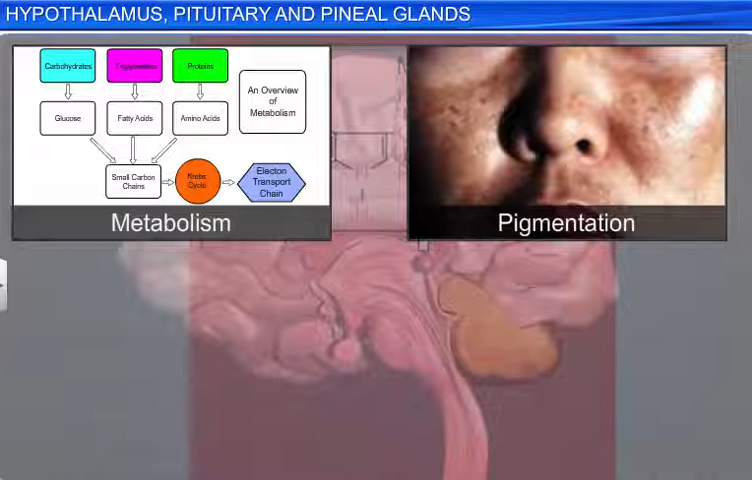 HYPOTHALAMUS, PITUITARY AND PINEAL GLANDS
Carbohydrates
Triglycerides
Proteins
An Overview
of
Metabolism
Glucose
Fatty Acids
Amino Acids
Small Carbon
Chains
Krebs
Cycle
Electon
Transport
Chain
Metabolism
Pigmentation